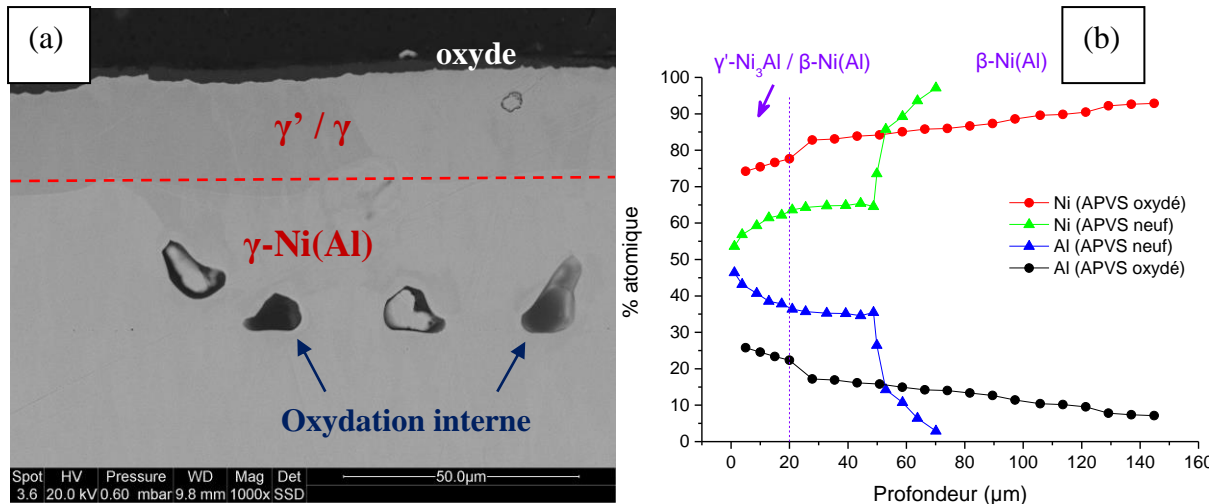 (a)
oxyde
γ’ / γ
γ-Ni(Al)
Oxydation interne
Spot HV Pressure WD Mag Det
3.6 20.0 kV 0.60 mbar 9.8 mm 1000x SSD
50.0µm
(b)
γ'-Ni3Al / β-Ni(Al)
β-Ni(Al)
% atomique
100
90
80
70
60
50
40
30
20
10
0
Ni (APVS oxydé)
Ni (APVS neuf)
Al (APVS neuf)
Al (APVS oxydé)
0 20 40 60 80 100 120 140 160
Profondeur (µm)